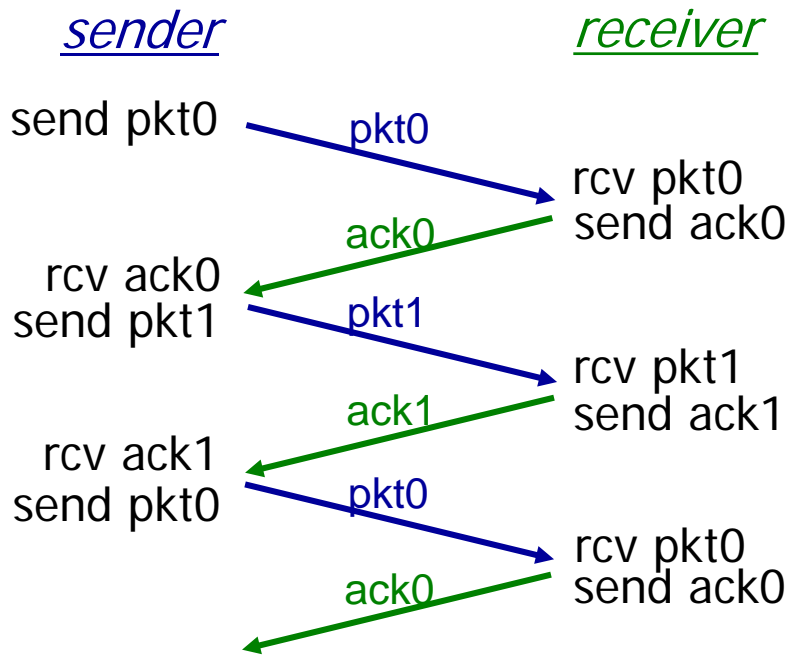 sender
receiver
send pkt0
pkt0
rcv pkt0
send ack0
ack0
rcv ack0
send pkt1
pkt1
rcv pkt1
send ack1
ack1
rcv ack1
send pkt0
pkt0
rcv pkt0
send ack0
ack0